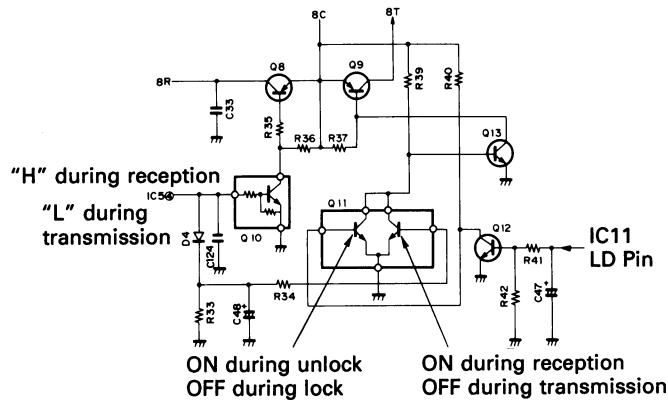 8C
8T
Q8
Q9
8R
C33
R35
R36
R37
R39
R40
Q13
"H" during reception
IC5④
"L" during
transmission
Q10
Q11
Q12
D4
C124
R34
R33
C48
+
R41
R42
C47
+
IC11
LD Pin
ON during unlock
OFF during lock
ON during reception
OFF during transmission